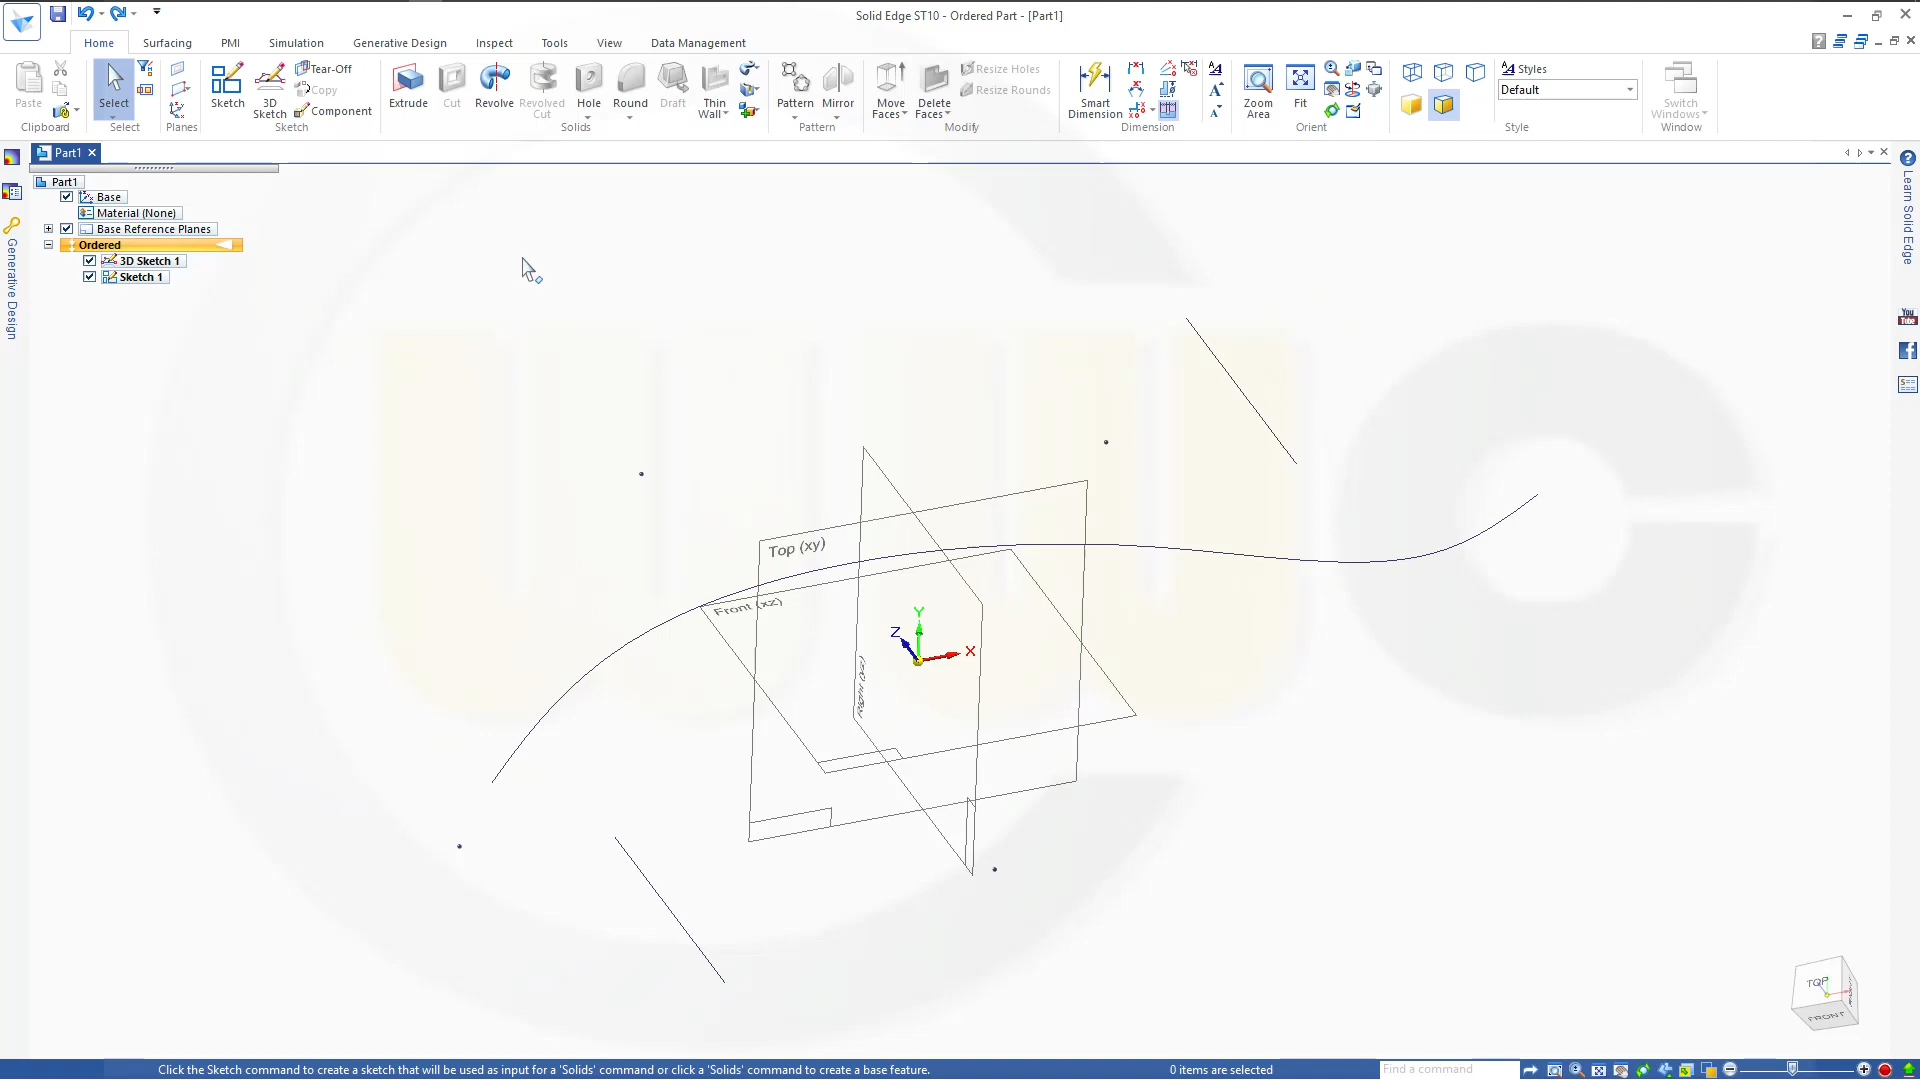 Solid Edge ST10 - Ordered Part - [Part1]
Home
Surfacing
PMI
Simulation
Generative Design
Inspect
Tools
View
Data Management
Paste
Clipboard
Select
Select
Planes
Sketch
3D
Sketch
Tear-Off
Copy
Component
Sketch
Extrude
Cut
Revolve
Revolved
Cut
Hole
Round
Draft
Thin
Wall
Solids
Pattern
Mirror
Pattern
Move
Faces
Delete
Faces
Resize Holes
Resize Rounds
Modify
Smart
Dimension
Dimension
Zoom
Area
Fit
Orient
Styles
Default
Style
Switch
Windows
Window
Part1
Part1
Base
Material (None)
Base Reference Planes
Ordered
3D Sketch 1
Sketch 1
Generative Design
Learn Solid Edge
You
Tube
Top (xy)
Front (xz)
Right (yz)
X
Y
Z
TOP
FRONT
Click the Sketch command to create a sketch that will be used as input for a 'Solids' command or click a 'Solids' command to create a base feature.
0 items are selected
Find a command